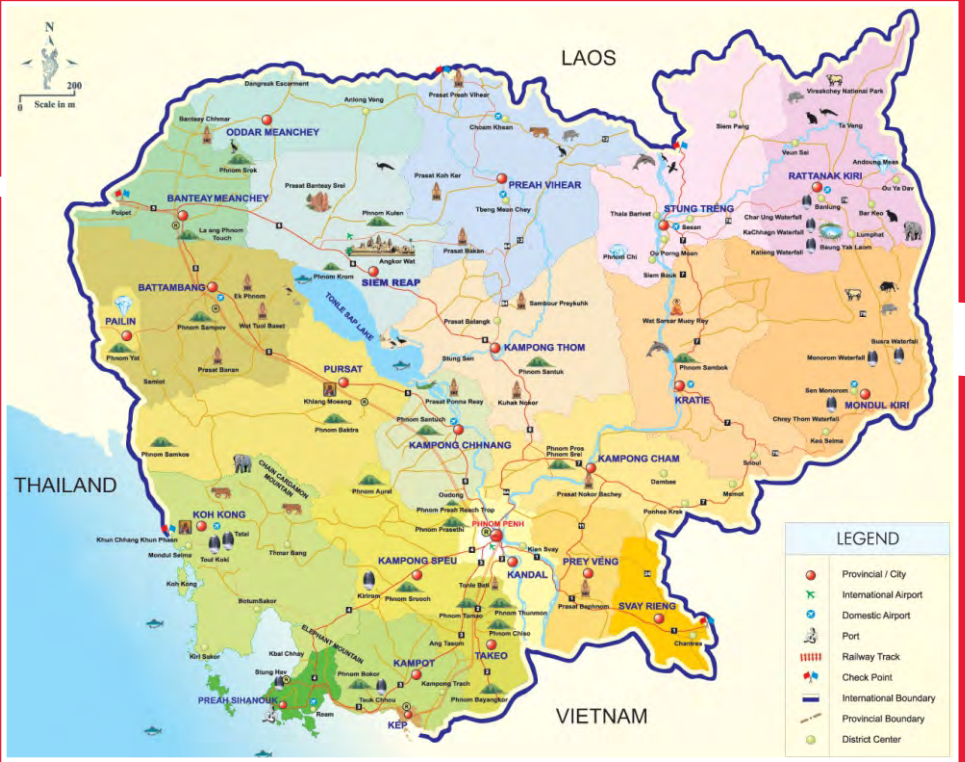 N
0
200
Scale in m
LAOS
THAILAND
VIETNAM
Dangreak Escarment
Anlong Veng
Banteay Chhmar
ODDAR MEANCHEY
Phnom Srok
Prasat Preah Vihear
Choam Khsan
Prasat Koh Ker
PREAH VIHEAR
Tbeng Mean Chey
Prasat Bakan
Siem Pang
Vireakchey National Park
Ta Veng
Veun Sai
Andoung Meas
RATTANAK KIRI
Ou Ya Dav
Banlung
Bar Keo
Char Ung Waterfall
KaChhagn Waterfall
Katieng Waterfall
Lumphat
Beung Yak Laom
Thala Barivat
STUNG TRENG
Sesan
Ou Porng Moan
Phnom Chi
Siem Bouk
Poipet
BANTEAY MEANCHEY
La ang Phnom
Touch
Prasat Banteay Srei
Phnom Kulen
Angkor Wat
Phnom Krom
SIEM REAP
BATTAMBANG
Ek Phnom
Phnom Sampov
Wat Tuol Baset
Prasat Banan
PAILIN
Phnom Yat
Samlot
TONLE SAP LAKE
Sambour Preykuhk
Prasat Balangk
Stung Sen
KAMPONG THOM
Phnom Santuk
Kuhak Nokor
Wat Sarsar Muoy Roy
Phnom Sambok
KRATIE
Busra Waterfall
Monorom Waterfall
Sen Monorom
MONDUL KIRI
Chrey Thom Waterfall
Keo Seima
Snoul
PURSAT
Khlang Moeang
Phnom Baktra
Prasat Ponna Reay
Phnom Santuch
KAMPONG CHHNANG
Phnom Samkos
CHAIN CARDAMON
MOUNTAIN
Phnom Aurel
Oudong
Phnom Preah Reach Trop
Phnom Prasethi
PHNOM PENH
Phnom Pros
Phnom Srei
KAMPONG CHAM
Prasat Nokor Bachey
Dambae
Memot
Ponhea Krek
KOH KONG
Khun Chhang Khun Phaen
Tatai
Mondul Seima
Toul Koki
Thmar Bang
Koh Kong
BotumSakor
Kiri Sakor
KAMPONG SPEU
Kirirom
Phnom Sruoch
Kien Svay
KANDAL
Tonle Bati
Phnom Thunmon
Phnom Tamao
Phnom Chiso
PREY VENG
Prasat Baphnom
SVAY RIENG
Chantrea
ELEPHANT MOUNTAIN
Ang Tasom
TAKEO
Kbal Chhay
Stung Hav
Phnom Bokor
KAMPOT
Kampong Trach
Phnom Bayangkor
Teuk Chhou
PREAH SIHANOUK
Ream
KEP
LEGEND
Provincial / City
International Airport
Domestic Airport
Port
Railway Track
Check Point
International Boundary
Provincial Boundary
District Center